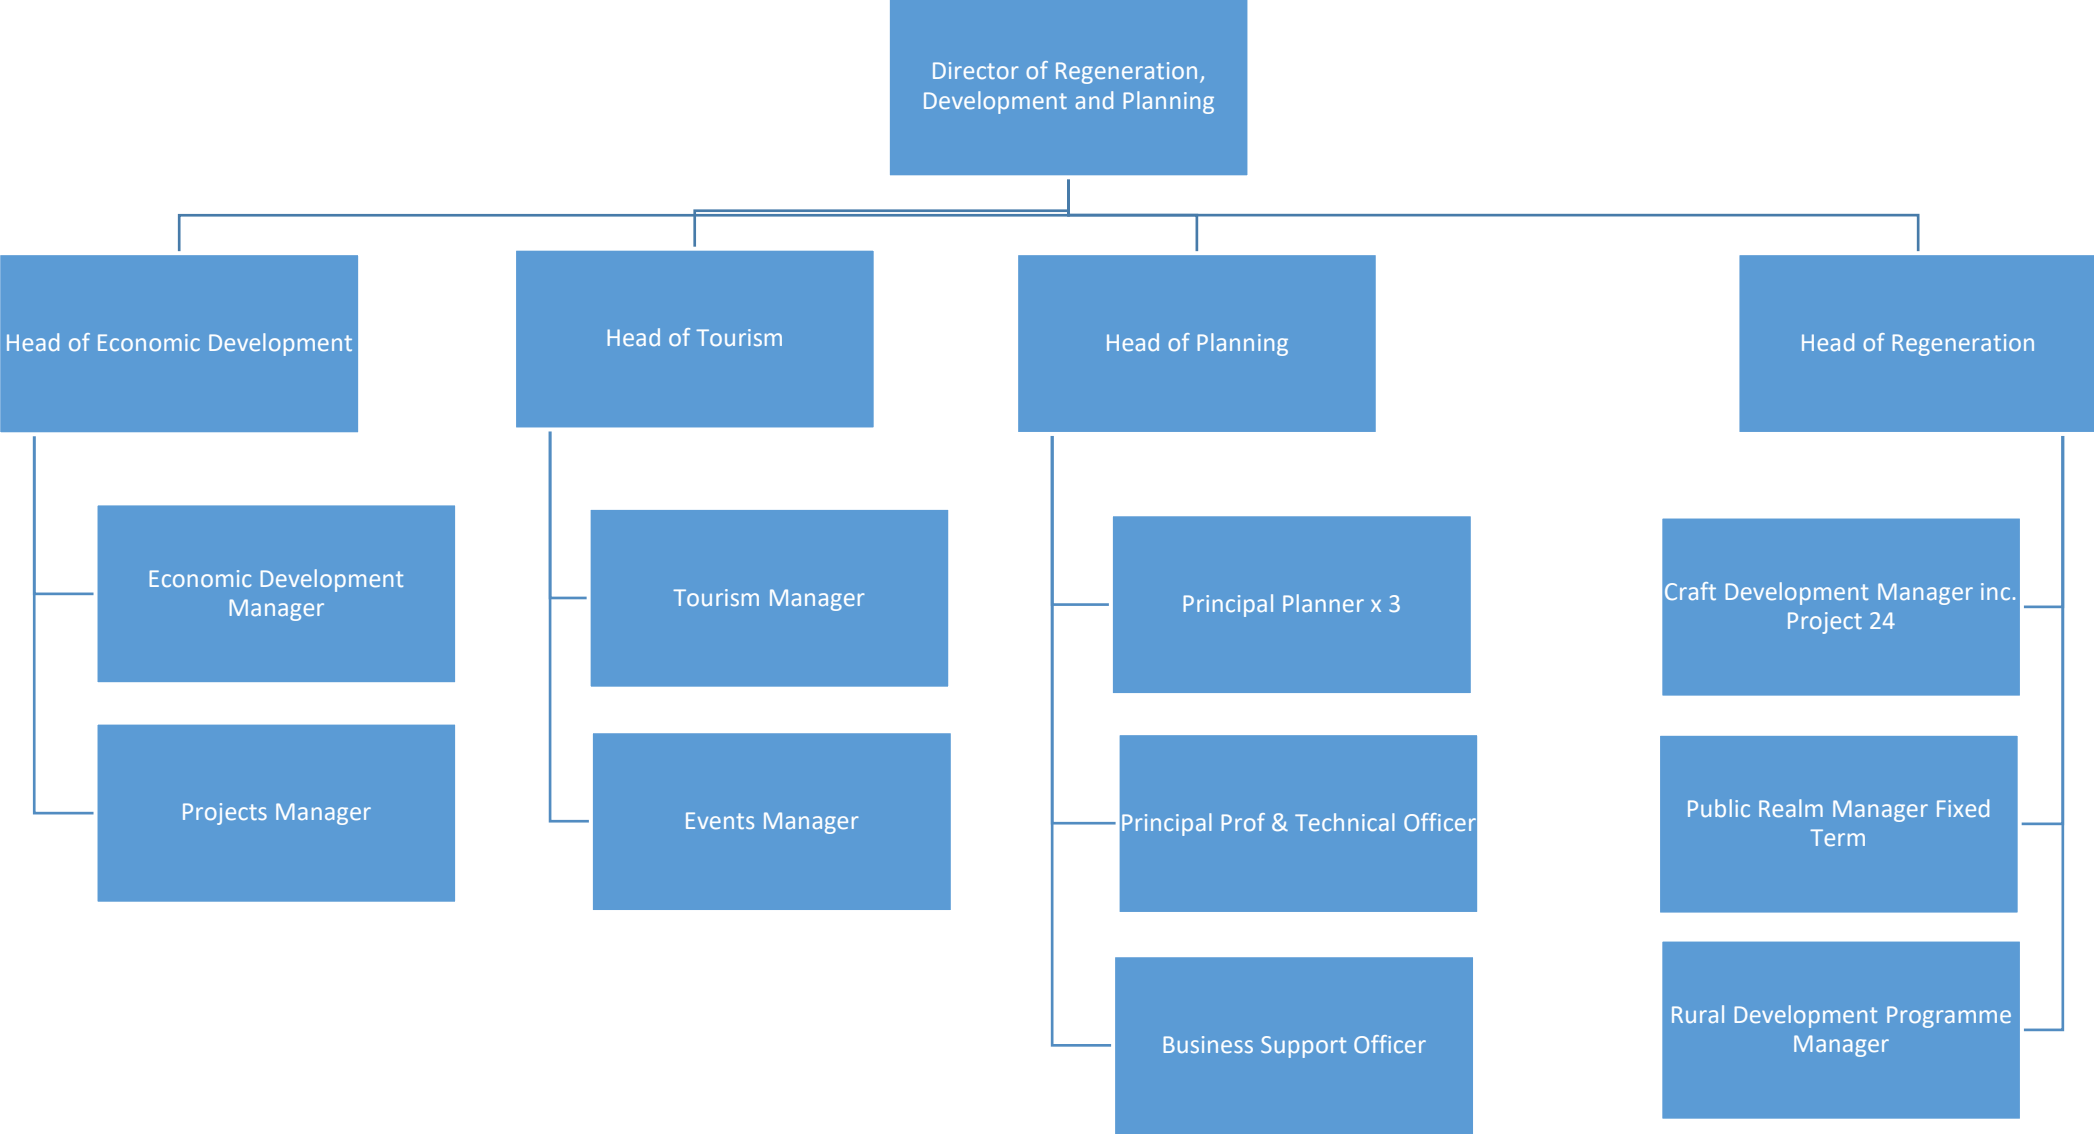 Director of Regeneration,
Development and Planning
Head of Economic Development
Head of Tourism
Head of Planning
Head of Regeneration
Economic Development
Manager
Projects Manager
Tourism Manager
Events Manager
Principal Planner x 3
Principal Prof & Technical Officer
Business Support Officer
Craft Development Manager inc.
Project 24
Public Realm Manager Fixed
Term
Rural Development Programme
Manager